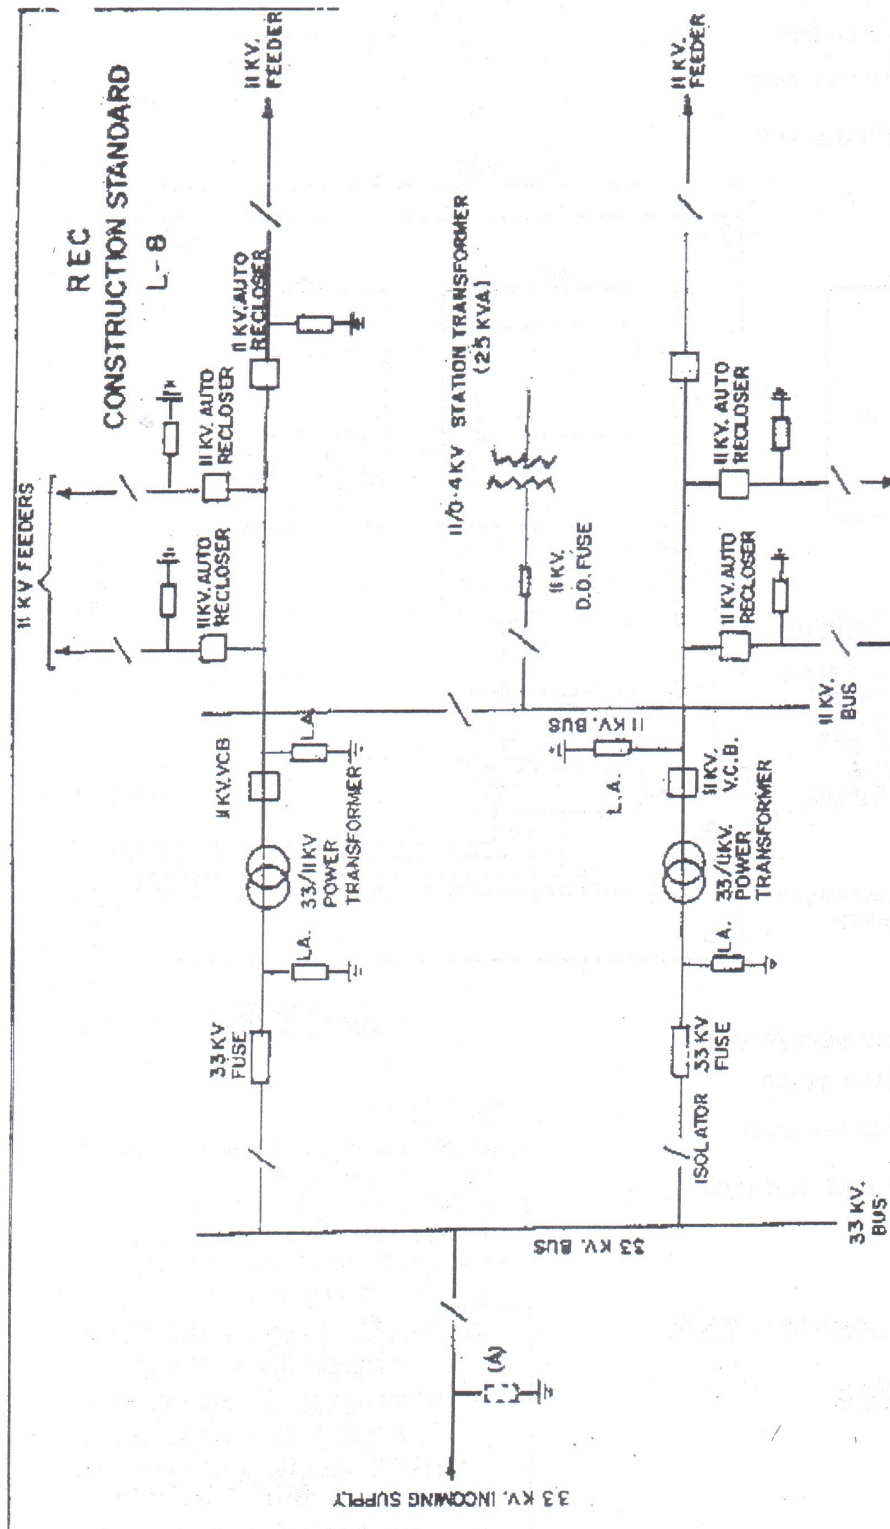 REC
CONSTRUCTION STANDARD
L-8
11 KV FEEDERS
11 KV. AUTO
RECLOSER
11 KV. AUTO
RECLOSER
11 KV. AUTO
RECLOSER
11 KV.
FEEDER
11 KV. VCB
L.A.
33/11 KV
POWER
TRANSFORMER
L.A.
33 KV
FUSE
11/0.4 KV STATION TRANSFORMER
(25 KVA)
11 KV
D.O. FUSE
11 KV. BUS
L.A.
11 KV.
V.C.B.
33/11KV.
POWER
TRANSFORMER
L.A.
33 KV
FUSE
ISOLATOR
11 KV.
BUS
11 KV. AUTO
RECLOSER
11 KV. AUTO
RECLOSER
11 KV.
FEEDER
33 KV. BUS
33 KV.
BUS
(A)
33 KV. INCOMING SUPPLY